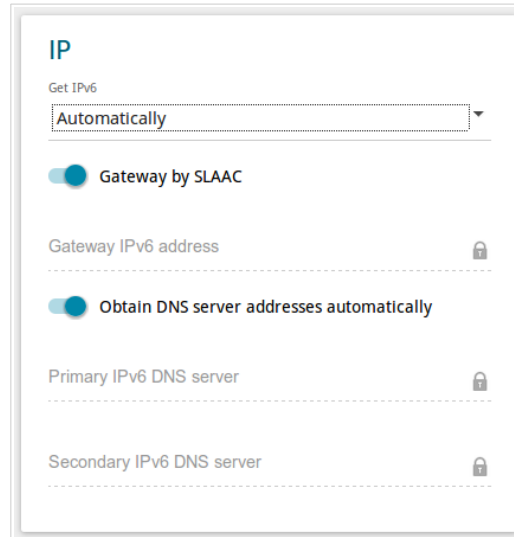 IP
Get IPv6
Automatically
Gateway by SLAAC
Gateway IPv6 address
Obtain DNS server addresses automatically
Primary IPv6 DNS server
Secondary IPv6 DNS server